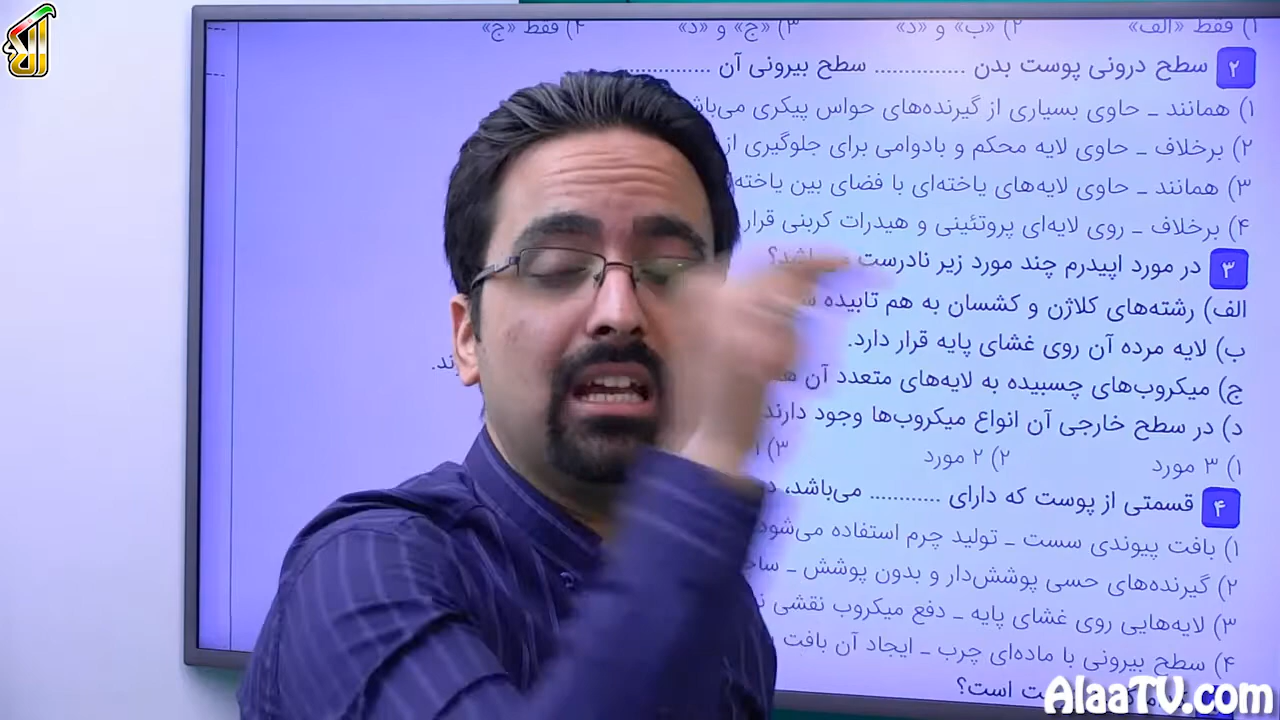 ۱) فقط «الف» ۲) «ب» و «د» ۳) «ج» و «د» ۴) فقط «ج»
۲ سطح درونی پوست بدن ............... سطح بیرونی آن ...............
۱) همانند ـ حاوی بسیاری از گیرنده‌های حواس پیکری
۲) برخلاف ـ حاوی لایه محکم و بادوامی برای جلوگیری از
۳) همانند ـ حاوی لایه‌های یاخته‌ای با فضای بین یاخته‌
۴) برخلاف ـ روی لایه‌ای پروتئینی و هیدرات کربنی قرار
۳ در مورد اپیدرم چند مورد زیر نادرست
الف) رشته‌های کلاژن و کشسان به هم تابیده
ب) لایه مرده آن روی غشای پایه قرار دارد.
ج) میکروب‌های چسبیده به لایه‌های متعدد آن
د) در سطح خارجی آن انواع میکروب‌ها وجود دارند
۱) ۳ مورد ۲) ۲ مورد ۳)
۴ قسمتی از پوست که دارای ............ می‌باشد،
۱) بافت پیوندی سست ـ تولید چرم استفاده می‌شود
۲) گیرنده‌های حسی پوشش‌دار و بدون پوشش ـ
۳) لایه‌هایی روی غشای پایه ـ دفع میکروب نقشی
۴) سطح بیرونی با ماده‌ای چرب ـ ایجاد آن بافت
است؟
AlaaTV.com